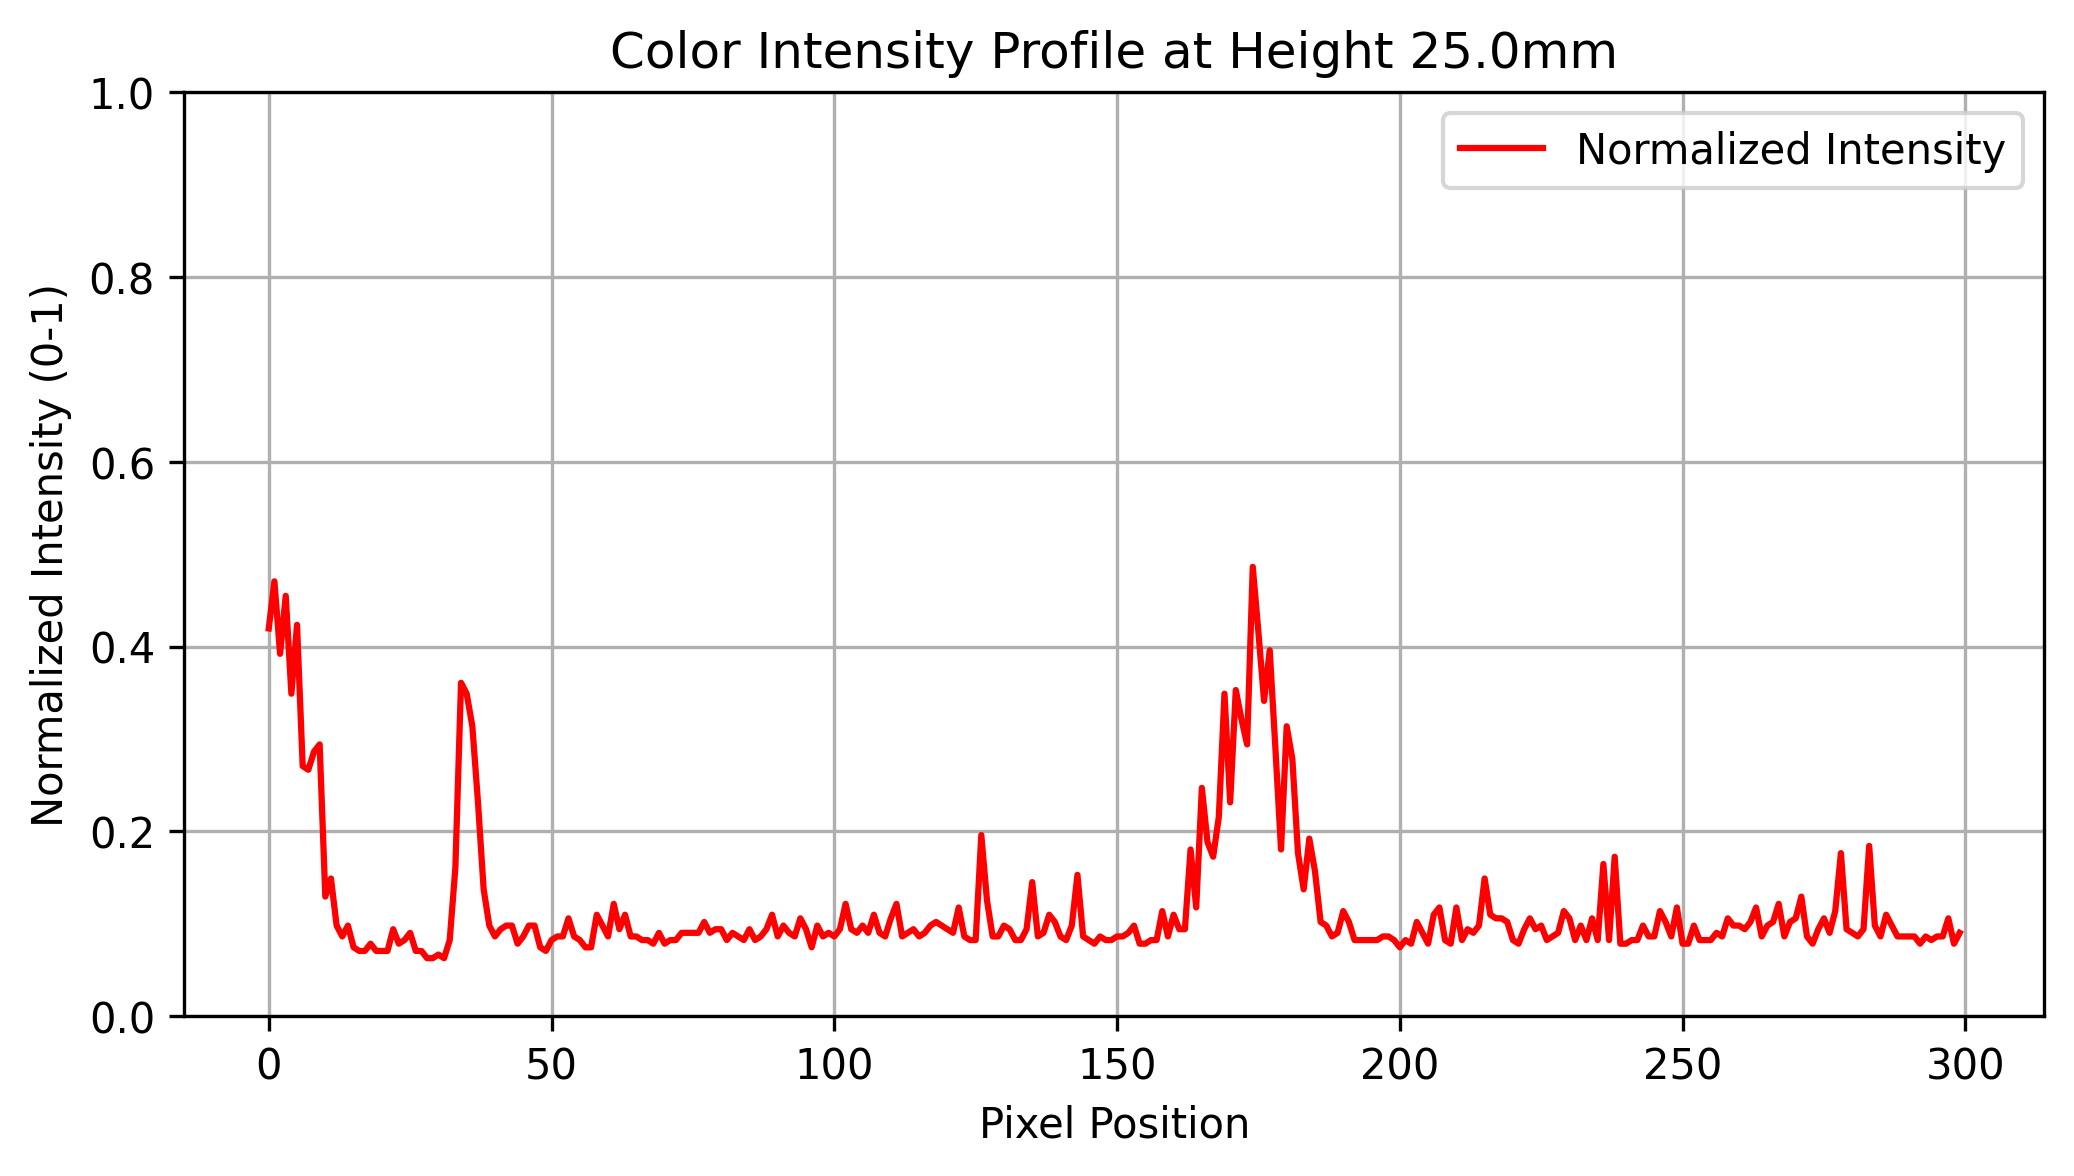 Color Intensity Profile at Height 25.0mm
Normalized Intensity
Normalized Intensity (0-1)
1.0
0.8
0.6
0.4
0.2
0.0
0 50 100 150 200 250 300
Pixel Position